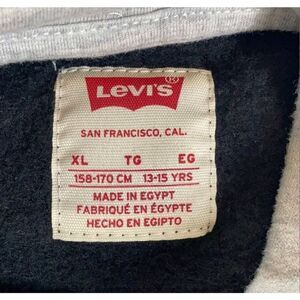 LEVI'S ®
SAN FRANCISCO, CAL.
XL TG EG
158-170 CM 13-15 YRS
MADE IN EGYPT
FABRIQUÉ EN ÉGYPTE
HECHO EN EGIPTO